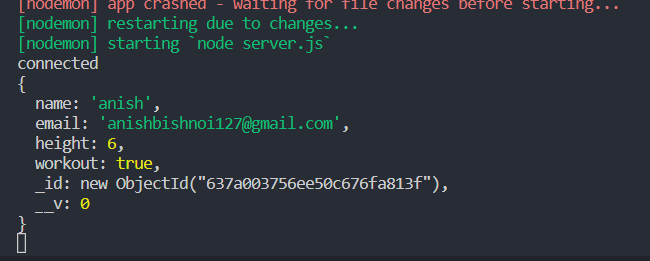 [nodemon] app crashed - waiting for file changes before starting...
[nodemon] restarting due to changes...
[nodemon] starting `node server.js`
connected
{
  name: 'anish',
  email: 'anishbishnoi127@gmail.com',
  height: 6,
  workout: true,
  _id: new ObjectId("637a003756ee50c676fa813f"),
  __v: 0
}